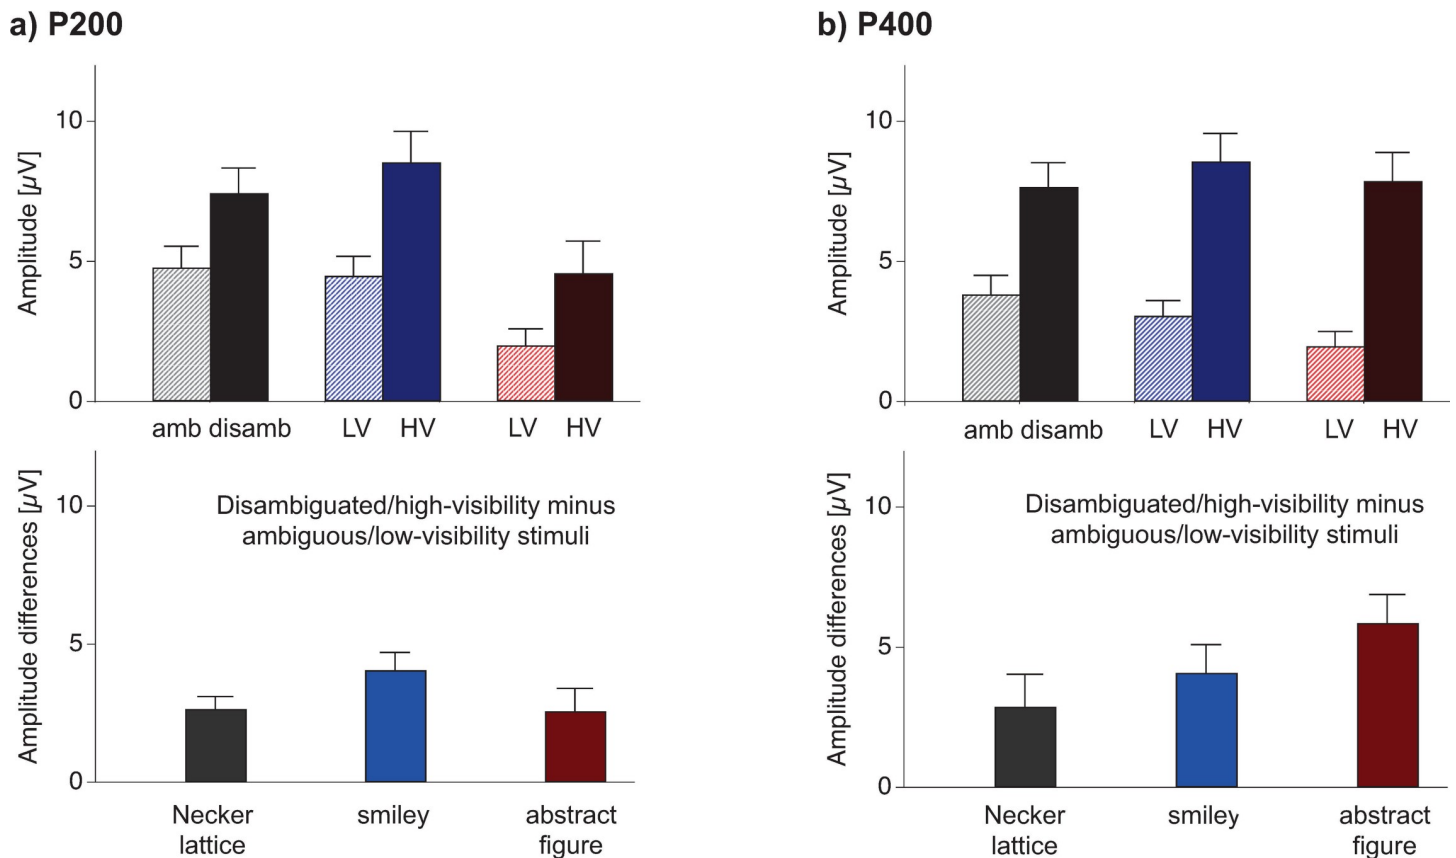 a) P200
10
5
0
Amplitude [µV]
amb disamb LV HV LV HV
10
5
0
Amplitude differences [µV]
Disambiguated/high-visibility minus
ambiguous/low-visibility stimuli
Necker smiley abstract
lattice figure
b) P400
10
5
0
Amplitude [µV]
amb disamb LV HV LV HV
10
5
0
Amplitude differences [µV]
Disambiguated/high-visibility minus
ambiguous/low-visibility stimuli
Necker smiley abstract
lattice figure